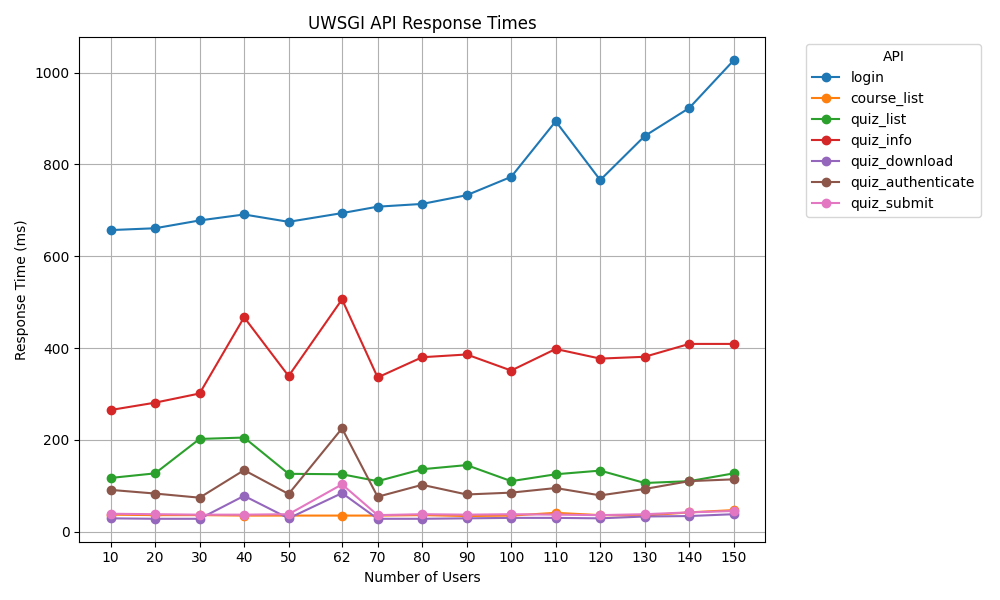 UWSGI API Response Times
Response Time (ms)
1000
800
600
400
200
0
10 20 30 40 50 62 70 80 90 100 110 120 130 140 150
Number of Users
API
login
course_list
quiz_list
quiz_info
quiz_download
quiz_authenticate
quiz_submit